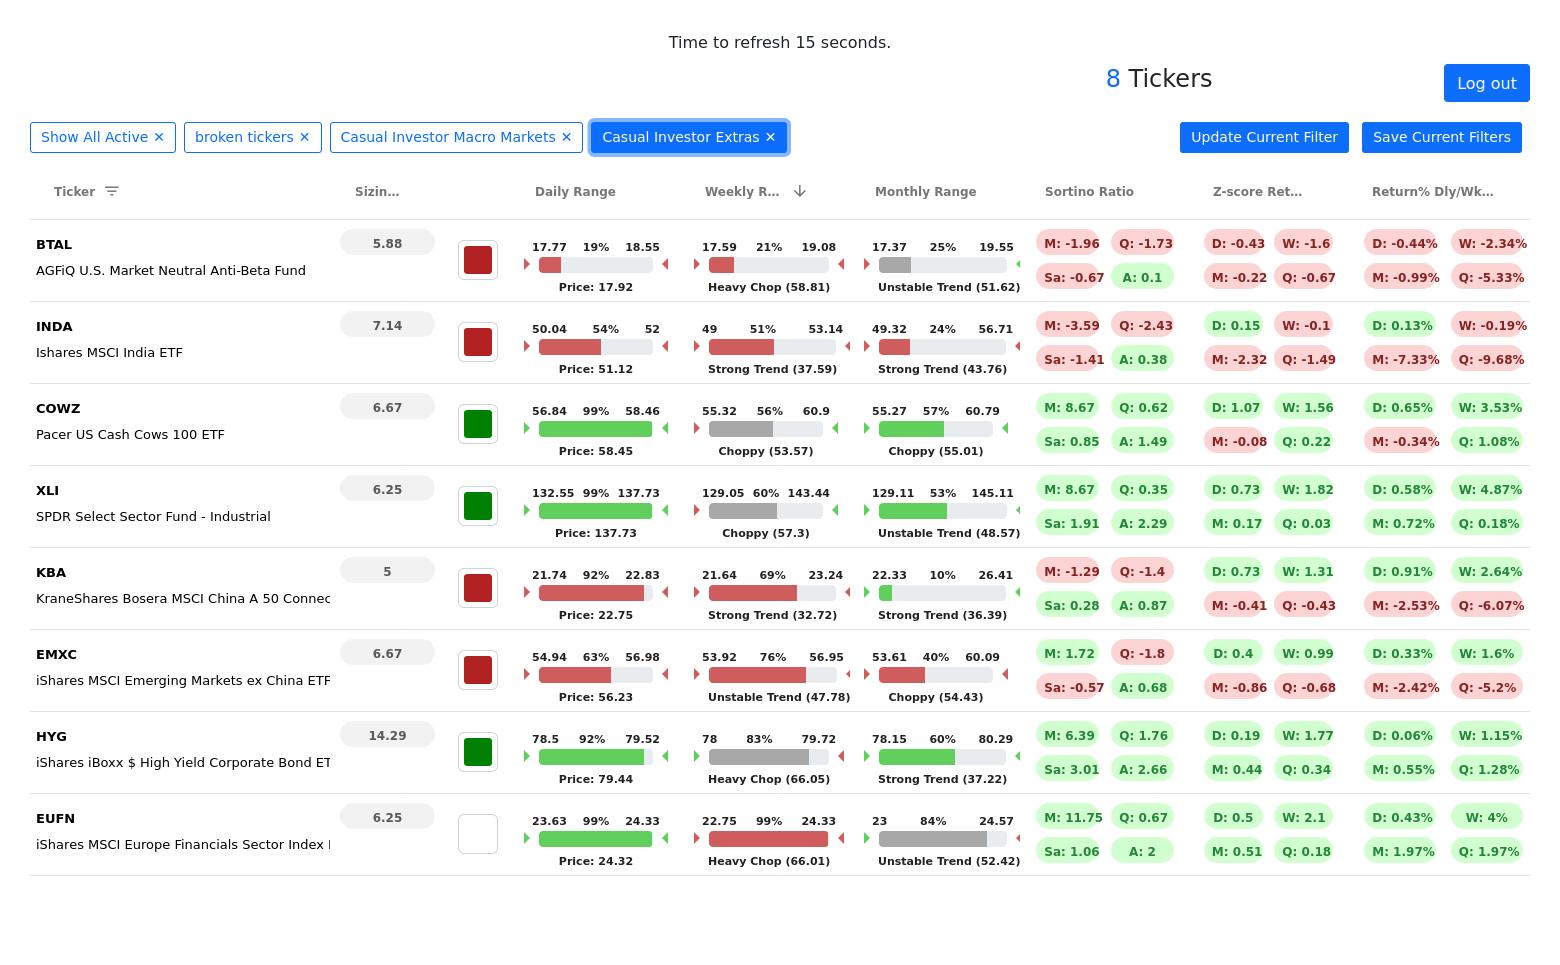 Time to refresh 15 seconds.
8 Tickers
Log out
Show All Active ✕ broken tickers ✕ Casual Investor Macro Markets ✕ Casual Investor Extras ✕ Update Current Filter Save Current Filters
Ticker Sizin… Daily Range Weekly R… Monthly Range Sortino Ratio Z-score Ret… Return% Dly/Wk…
BTAL 5.88 17.77 19% 18.55 17.59 21% 19.08 17.37 25% 19.55 M: -1.96 Q: -1.73 D: -0.43 W: -1.6 D: -0.44% W: -2.34%
AGFiQ U.S. Market Neutral Anti-Beta Fund Price: 17.92 Heavy Chop (58.81) Unstable Trend (51.62) Sa: -0.67 A: 0.1 M: -0.22 Q: -0.67 M: -0.99% Q: -5.33%
INDA 7.14 50.04 54% 52 49 51% 53.14 49.32 24% 56.71 M: -3.59 Q: -2.43 D: 0.15 W: -0.1 D: 0.13% W: -0.19%
Ishares MSCI India ETF Price: 51.12 Strong Trend (37.59) Strong Trend (43.76) Sa: -1.41 A: 0.38 M: -2.32 Q: -1.49 M: -7.33% Q: -9.68%
COWZ 6.67 56.84 99% 58.46 55.32 56% 60.9 55.27 57% 60.79 M: 8.67 Q: 0.62 D: 1.07 W: 1.56 D: 0.65% W: 3.53%
Pacer US Cash Cows 100 ETF Price: 58.45 Choppy (53.57) Choppy (55.01) Sa: 0.85 A: 1.49 M: -0.08 Q: 0.22 M: -0.34% Q: 1.08%
XLI 6.25 132.55 99% 137.73 129.05 60% 143.44 129.11 53% 145.11 M: 8.67 Q: 0.35 D: 0.73 W: 1.82 D: 0.58% W: 4.87%
SPDR Select Sector Fund - Industrial Price: 137.73 Choppy (57.3) Unstable Trend (48.57) Sa: 1.91 A: 2.29 M: 0.17 Q: 0.03 M: 0.72% Q: 0.18%
KBA 5 21.74 92% 22.83 21.64 69% 23.24 22.33 10% 26.41 M: -1.29 Q: -1.4 D: 0.73 W: 1.31 D: 0.91% W: 2.64%
KraneShares Bosera MSCI China A 50 Connec Price: 22.75 Strong Trend (32.72) Strong Trend (36.39) Sa: 0.28 A: 0.87 M: -0.41 Q: -0.43 M: -2.53% Q: -6.07%
EMXC 6.67 54.94 63% 56.98 53.92 76% 56.95 53.61 40% 60.09 M: 1.72 Q: -1.8 D: 0.4 W: 0.99 D: 0.33% W: 1.6%
iShares MSCI Emerging Markets ex China ETF Price: 56.23 Unstable Trend (47.78) Choppy (54.43) Sa: -0.57 A: 0.68 M: -0.86 Q: -0.68 M: -2.42% Q: -5.2%
HYG 14.29 78.5 92% 79.52 78 83% 79.72 78.15 60% 80.29 M: 6.39 Q: 1.76 D: 0.19 W: 1.77 D: 0.06% W: 1.15%
iShares iBoxx $ High Yield Corporate Bond ET Price: 79.44 Heavy Chop (66.05) Strong Trend (37.22) Sa: 3.01 A: 2.66 M: 0.44 Q: 0.34 M: 0.55% Q: 1.28%
EUFN 6.25 23.63 99% 24.33 22.75 99% 24.33 23 84% 24.57 M: 11.75 Q: 0.67 D: 0.5 W: 2.1 D: 0.43% W: 4%
iShares MSCI Europe Financials Sector Index Price: 24.32 Heavy Chop (66.01) Unstable Trend (52.42) Sa: 1.06 A: 2 M: 0.51 Q: 0.18 M: 1.97% Q: 1.97%